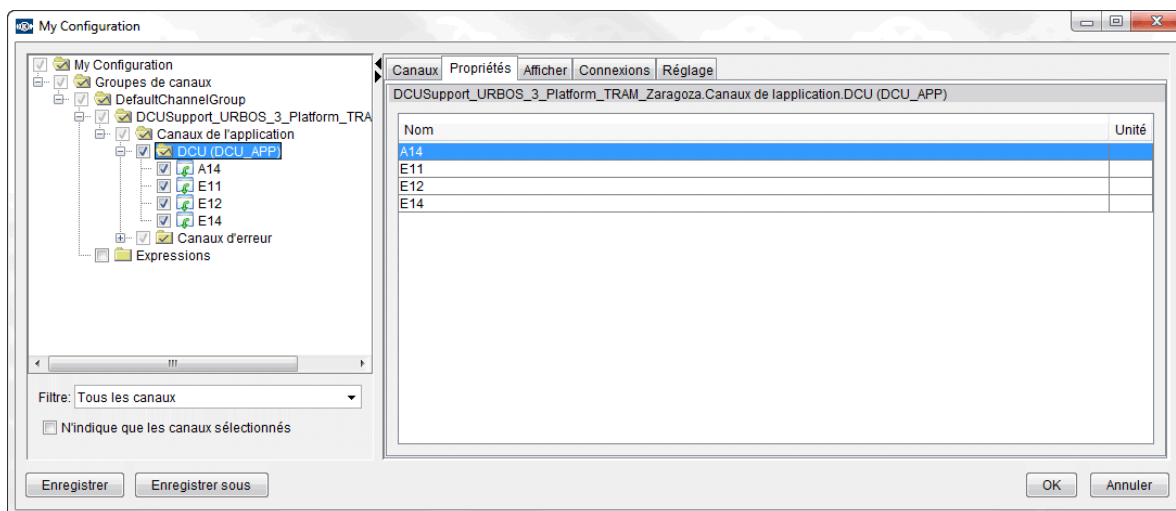 My Configuration
My Configuration
Groupes de canaux
DefaultChannelGroup
DCUSupport_URBOS_3_Platform_TRA
Canaux de l'application
DCU (DCU_APP)
A14
E11
E12
E14
Canaux d'erreur
Expressions
Filtre: Tous les canaux
N'indique que les canaux sélectionnés
Canaux Propriétés Afficher Connexions Réglage
DCUSupport_URBOS_3_Platform_TRAM_Zaragoza.Canaux de lapplication.DCU (DCU_APP)
Nom Unité
A14
E11
E12
E14
Enregistrer Enregistrer sous OK Annuler